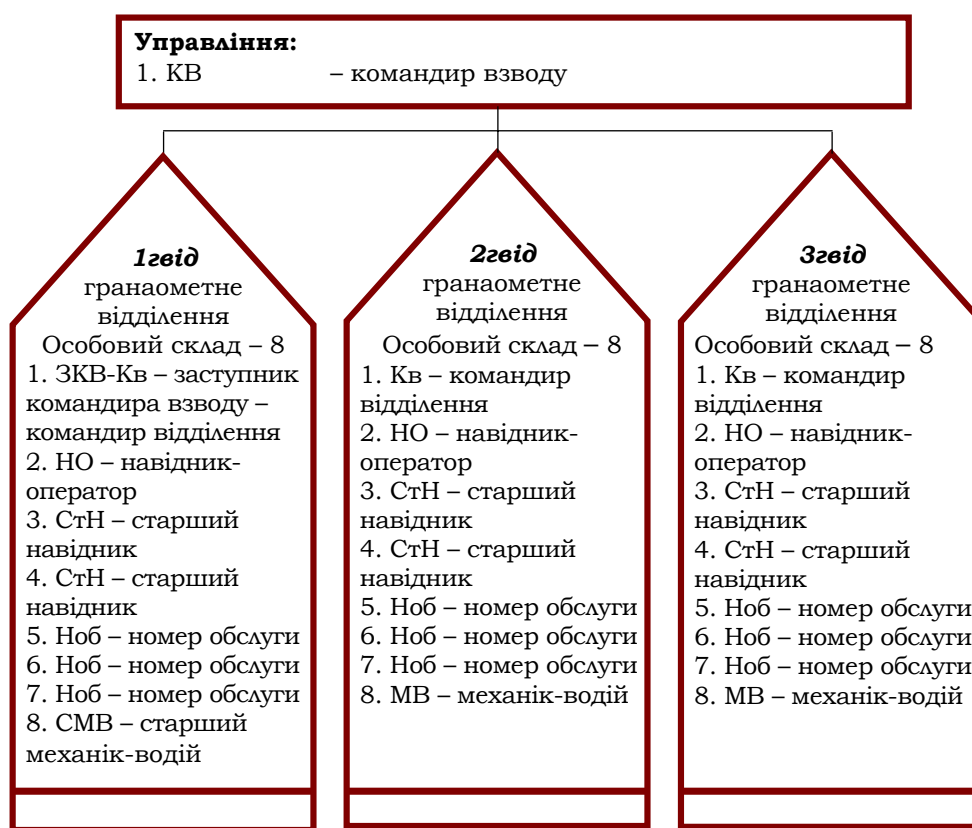 Управління:
1. КВ – командир взводу
1гвід
гранаометне
відділення
Особовий склад – 8
1. ЗКВ-Кв – заступник
командира взводу –
командир відділення
2. НО – навідник-
оператор
3. СтН – старший
навідник
4. СтН – старший
навідник
5. Ноб – номер обслуги
6. Ноб – номер обслуги
7. Ноб – номер обслуги
8. СМВ – старший
механік-водій
2гвід
гранаометне
відділення
Особовий склад – 8
1. Кв – командир
відділення
2. НО – навідник-
оператор
3. СтН – старший
навідник
4. СтН – старший
навідник
5. Ноб – номер обслуги
6. Ноб – номер обслуги
7. Ноб – номер обслуги
8. МВ – механік-водій
3гвід
гранаометне
відділення
Особовий склад – 8
1. Кв – командир
відділення
2. НО – навідник-
оператор
3. СтН – старший
навідник
4. СтН – старший
навідник
5. Ноб – номер обслуги
6. Ноб – номер обслуги
7. Ноб – номер обслуги
8. МВ – механік-водій